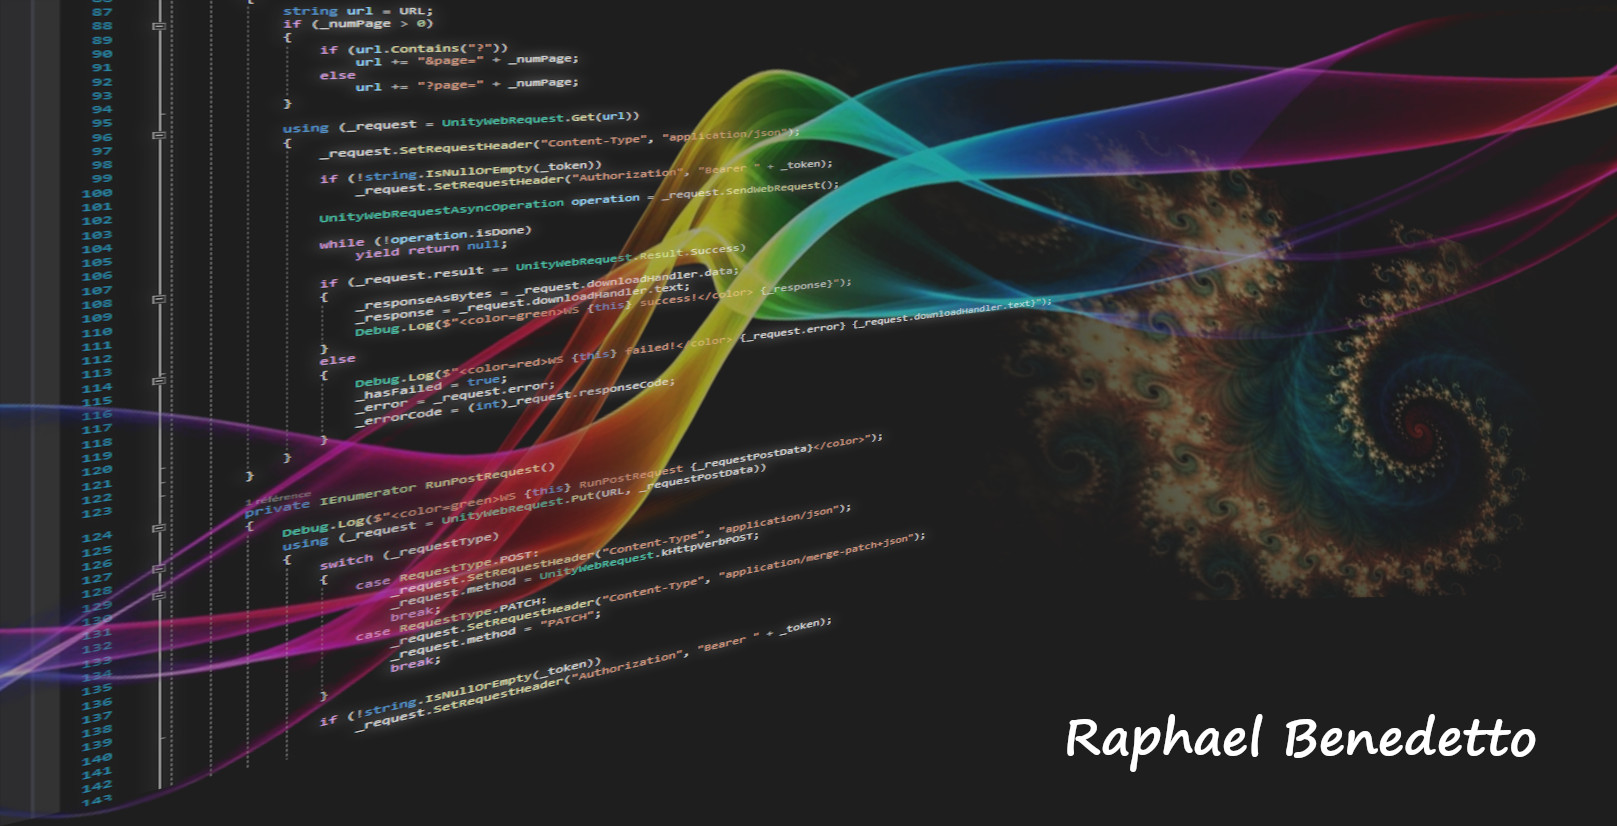 87
88
89
90
91
92
93
94
95
96
97
98
99
100
101
102
103
104
105
106
107
108
109
110
111
112
113
114
115
116
117
118
119
120
121
122
123
124
125
126
127
128
129
130
131
132
133
134
135
136
137
138
139
140
141
142
143
{
string url = URL;
if (_numPage > 0)
{
if (url.Contains("?"))
url += "&page=" + _numPage;
else
url += "?page=" + _numPage;
}
using (_request = UnityWebRequest.Get(url))
{
_request.SetRequestHeader("Content-Type", "application/json");
if (!string.IsNullOrEmpty(_token))
_request.SetRequestHeader("Authorization", "Bearer " + _token);
UnityWebRequestAsyncOperation operation = _request.SendWebRequest();
while (!operation.isDone)
yield return null;
if (_request.result == UnityWebRequest.Result.Success)
{
_responseAsBytes = _request.downloadHandler.data;
_response = _request.downloadHandler.text;
Debug.Log($"<color=green>WS {this} success!</color> {_response}");
}
else
{
Debug.Log($"<color=red>WS {this} failed!</color> {_request.error} {_request.downloadHandler.text}");
_hasFailed = true;
_error = _request.error;
_errorCode = (int)_request.responseCode;
}
}
}
1 référence
private IEnumerator RunPostRequest()
{
Debug.Log($"<color=green>WS {this} RunPostRequest {_requestPostData}</color>");
using (_request = UnityWebRequest.Put(URL, _requestPostData))
{
switch (_requestType)
{
case RequestType.POST:
_request.SetRequestHeader("Content-Type", "application/json");
_request.method = UnityWebRequest.kHttpVerbPOST;
break;
case RequestType.PATCH:
_request.SetRequestHeader("Content-Type", "application/merge-patch+json");
_request.method = "PATCH";
break;
}
if (!string.IsNullOrEmpty(_token))
_request.SetRequestHeader("Authorization", "Bearer " + _token);
Raphael Benedetto